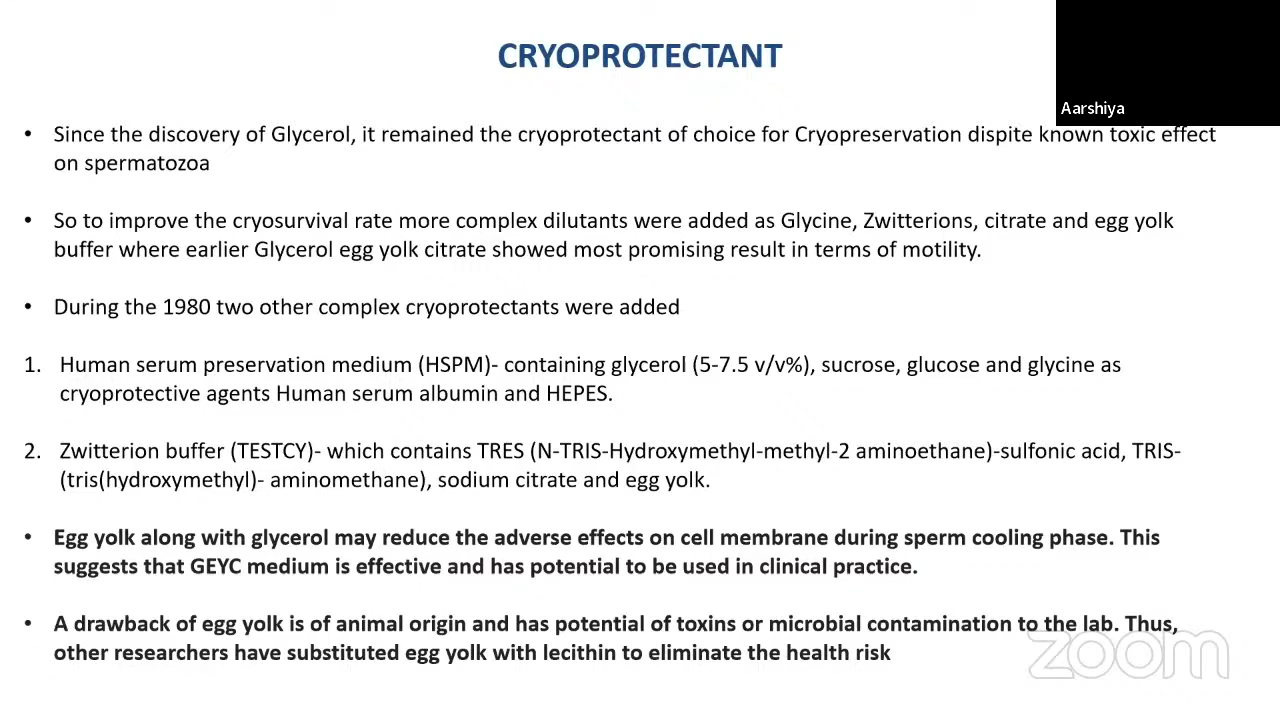 CRYOPROTECTANT
Aarshiya
• Since the discovery of Glycerol, it remained the cryoprotectant of choice for Cryopreservation dispite known toxic effect
on spermatozoa
• So to improve the cryosurvival rate more complex dilutants were added as Glycine, Zwitterions, citrate and egg yolk
buffer where earlier Glycerol egg yolk citrate showed most promising result in terms of motility.
• During the 1980 two other complex cryoprotectants were added
1. Human serum preservation medium (HSPM)- containing glycerol (5-7.5 v/v%), sucrose, glucose and glycine as
cryoprotective agents Human serum albumin and HEPES.
2. Zwitterion buffer (TESTCY)- which contains TRES (N-TRIS-Hydroxymethyl-methyl-2 aminoethane)-sulfonic acid, TRIS-
(tris(hydroxymethyl)- aminomethane), sodium citrate and egg yolk.
• Egg yolk along with glycerol may reduce the adverse effects on cell membrane during sperm cooling phase. This
suggests that GEYC medium is effective and has potential to be used in clinical practice.
• A drawback of egg yolk is of animal origin and has potential of toxins or microbial contamination to the lab. Thus,
other researchers have substituted egg yolk with lecithin to eliminate the health risk
zoom